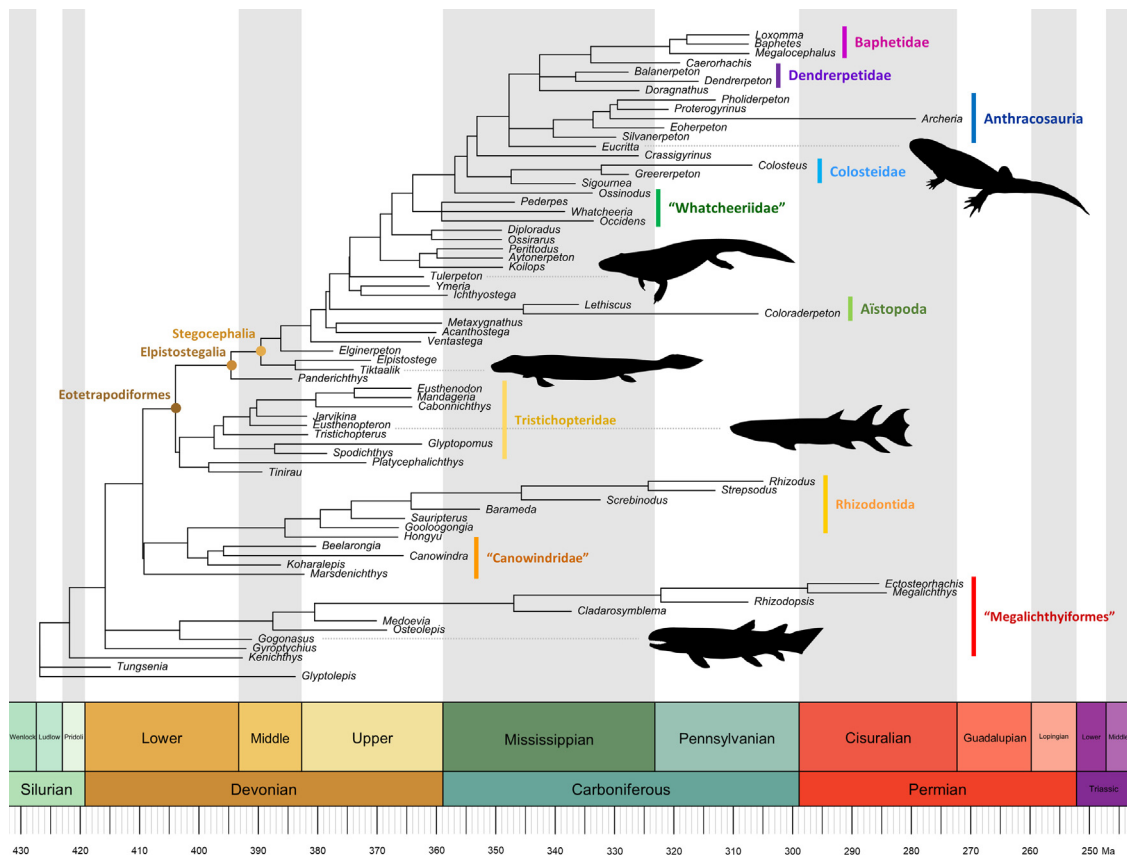 Loxomma
Baphetes
Megalocephalus
Baphetidae
Caerorhachis
Balanerpeton
Dendrerpeton
Dendrerpetidae
Doragnathus
Pholiderpeton
Proterogyrinus
Archeria
Anthracosauria
Eoherpeton
Silvanerpeton
Eucritta
Crassigyrinus
Colosteus
Greererpeton
Colosteidae
Sigournea
Ossinodus
Pederpes
"Whatcheeriidae"
Whatcheeria
Occidens
Diploradus
Ossirarus
Perittodus
Aytonerpeton
Koilops
Tulerpeton
Ymeria
Ichthyostega
Lethiscus
Coloraderpeton
Aïstopoda
Metaxygnathus
Acanthostega
Ventastega
Stegocephalia
Elginerpeton
Elpistostegalia
Elpistostege
Tiktaalik
Panderichthys
Eotetrapodiformes
Eusthenodon
Mandageria
Cabonnichthys
Jarvikina
Eusthenopteron
Tristichopterus
Tristichopteridae
Glyptopomus
Spodichthys
Platycephalichthys
Tinirau
Rhizodus
Strepsodus
Screbinodus
Rhizodontida
Barameda
Sauripterus
Gooloogongia
Hongyu
Beelarongia
Canowindra
"Canowindridae"
Koharalepis
Marsdenichthys
Ectosteorhachis
Megalichthys
Rhizodopsis
Cladarosymblema
"Megalichthyiformes"
Medoevia
Osteolepis
Gogonasus
Gyroptychius
Kenichthys
Tungsenia
Glyptolepis
Wenlock Ludlow Pridoli Lower Middle Upper Mississippian Pennsylvanian Cisuralian Guadalupian Lopingian Lower Middle
Silurian Devonian Carboniferous Permian Triassic
430 420 410 400 390 380 370 360 350 340 330 320 310 300 290 280 270 260 250 Ma